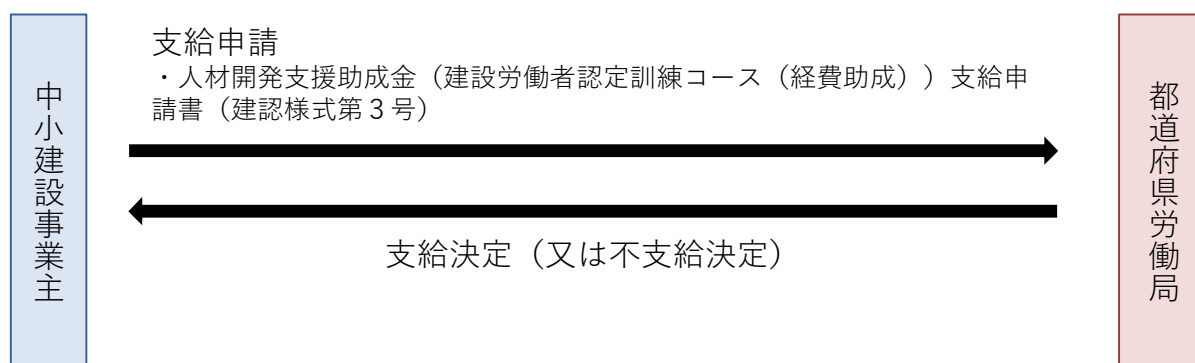 中小建設事業主
支給申請
・人材開発支援助成金（建設労働者認定訓練コース（経費助成））支給申
請書（建認様式第３号）
支給決定（又は不支給決定）
都道府県労働局